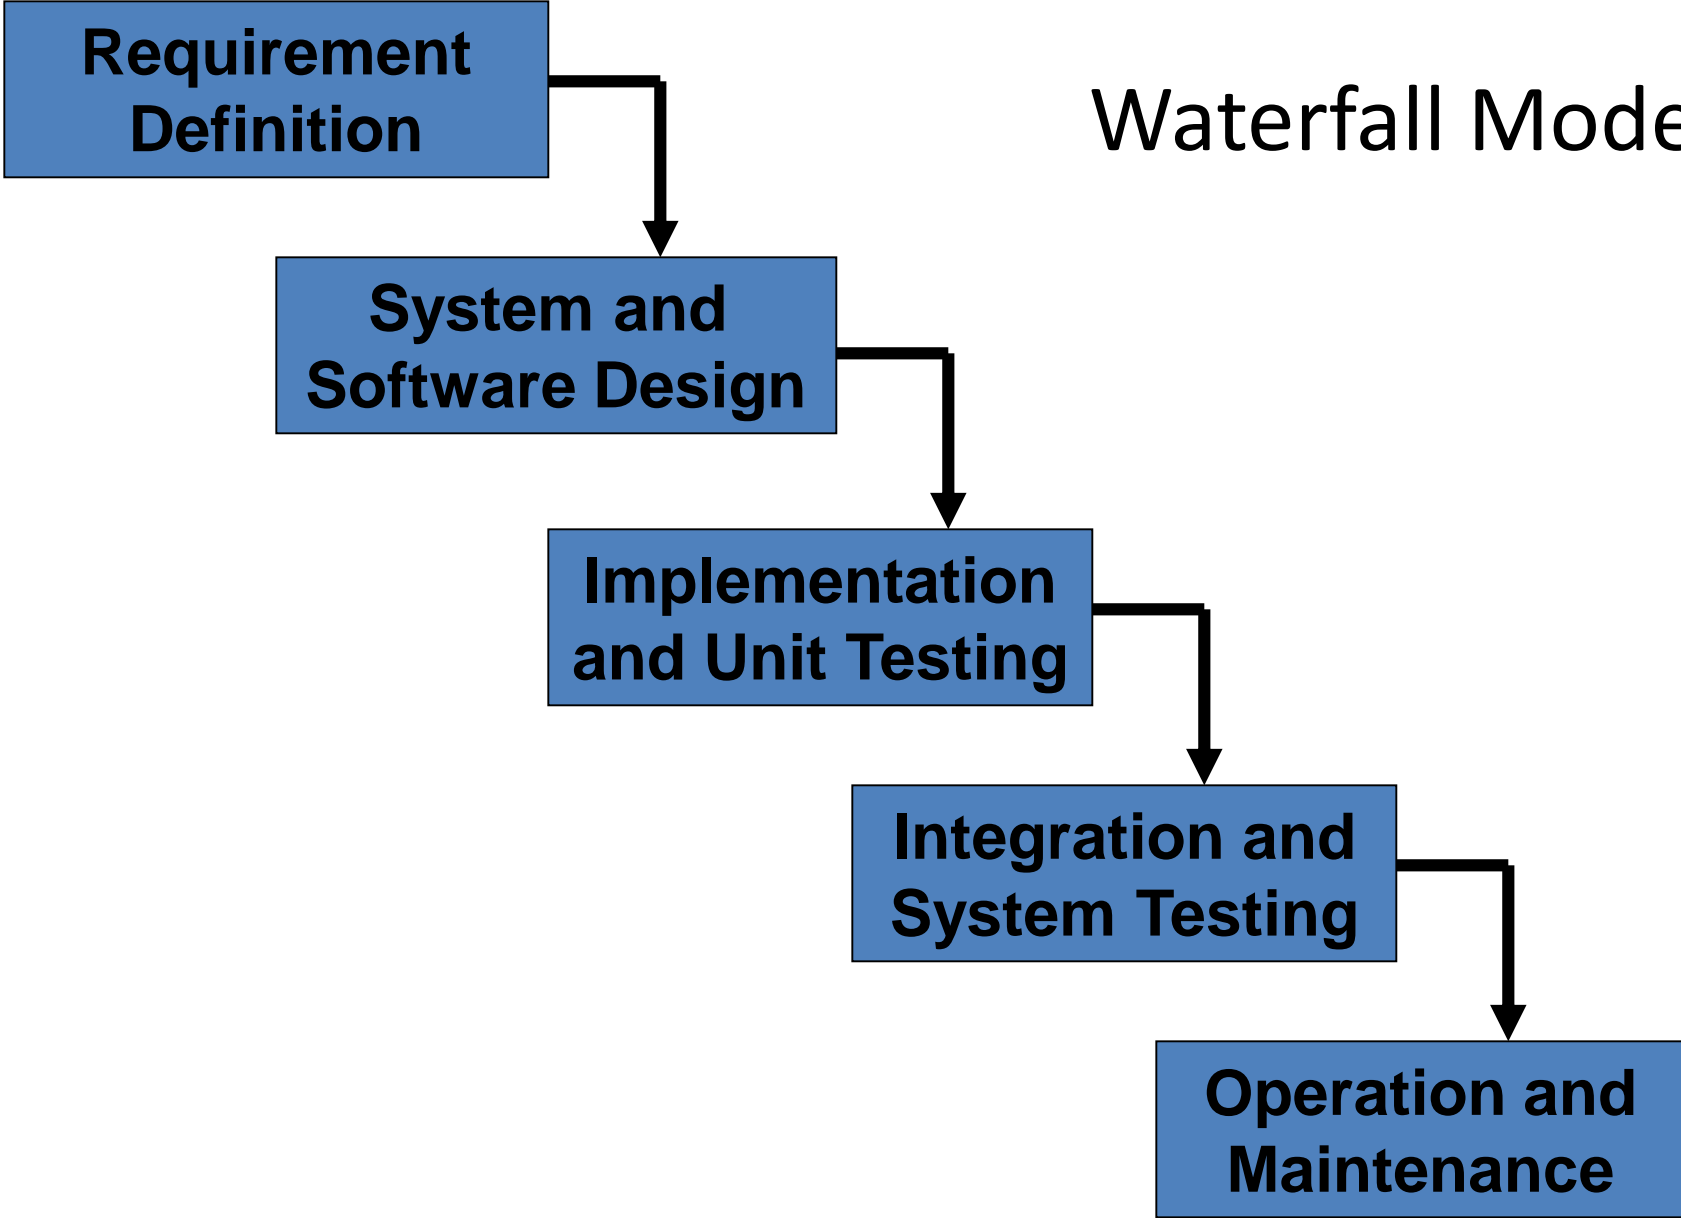 Requirement
Definition
Waterfall Mode
System and
Software Design
Implementation
and Unit Testing
Integration and
System Testing
Operation and
Maintenance